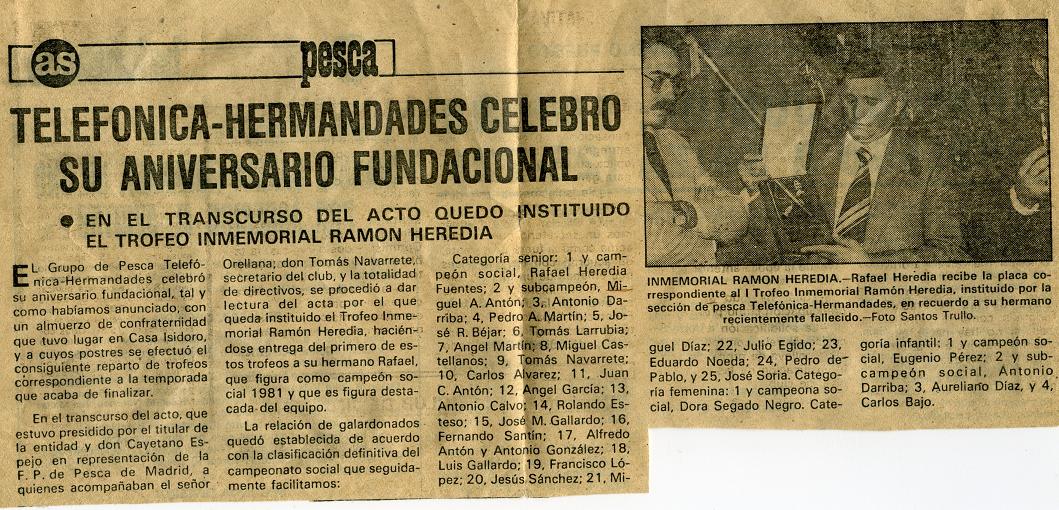 as
pesca
TELEFONICA-HERMANDADES CELEBRO
SU ANIVERSARIO FUNDACIONAL
● EN EL TRANSCURSO DEL ACTO QUEDO INSTITUIDO
EL TROFEO INMEMORIAL RAMON HEREDIA
EL Grupo de Pesca Telefó-
nica-Hermandades celebró
su aniversario fundacional, tal y
como habíamos anunciado, con
un almuerzo de confraternidad
que tuvo lugar en Casa Isidoro,
y a cuyos postres se efectuó el
consiguiente reparto de trofeos
correspondiente a la temporada
que acaba de finalizar.
En el transcurso del acto, que
estuvo presidido por el titular de
la entidad y don Cayetano Es-
pejo en representación de la
F. P. de Pesca de Madrid, a
quienes acompañaban el señor
Orellana; don Tomás Navarrete,
secretario del club, y la totalidad
de directivos, se procedió a dar
lectura del acta por el que
queda instituido el Trofeo Inme-
morial Ramón Heredia, hacién-
dose entrega del primero de es-
tos trofeos a su hermano Rafael,
que figura como campeón social
1981 y que es figura desta-
cada del equipo.
La relación de galardonados
quedó establecida de acuerdo
con la clasificación definitiva del
campeonato social que seguida-
mente facilitamos:
Categoría senior: 1 y cam-
peón social, Rafael Heredia
Fuentes; 2 y subcampeón, Mi-
guel A. Antón; 3, Antonio Da-
rriba; 4, Pedro A. Martín; 5, Jo-
sé R. Béjar; 6, Tomás Larrubia;
7, Angel Martín; 8, Miguel Cas-
tellanos; 9, Tomás Navarrete;
10, Carlos Alvarez; 11, Juan
C. Antón; 12, Angel García; 13,
Antonio Calvo; 14, Rolando Es-
teso; 15, José M. Gallardo; 16,
Fernando Santín; 17, Alfredo
Antón y Antonio González; 18,
Luis Gallardo; 19, Francisco Ló-
pez; 20, Jesús Sánchez; 21, Mi-
INMEMORIAL RAMON HEREDIA.—Rafael Heredia recibe la placa co-
rrespondiente al I Trofeo Inmemorial Ramón Heredia, instituido por la
sección de pesca Telefónica-Hermandades, en recuerdo a su hermano
recientemente fallecido.—Foto Santos Trullo.
guel Díaz; 22, Julio Egido; 23,
Eduardo Noeda; 24, Pedro de
Pablo, y 25, José Soria. Catego-
ría femenina: 1 y campeona so-
cial, Dora Segado Negro. Cate-
goría infantil: 1 y campeón so-
cial, Eugenio Pérez; 2 y sub-
campeón social, Antonio
Darriba; 3, Aureliano Díaz, y 4,
Carlos Bajo.